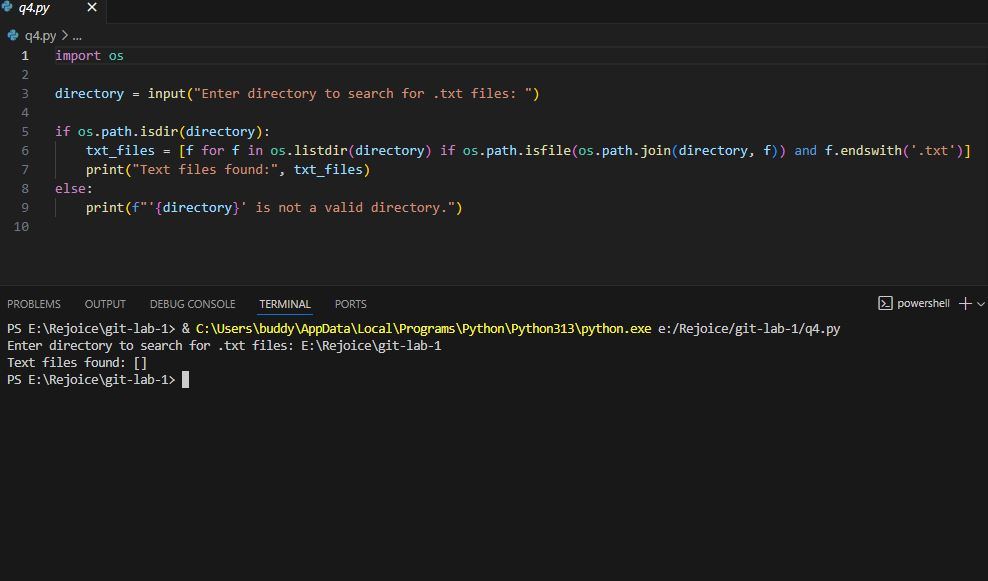 q4.py
q4.py > ...
1 import os
2
3 directory = input("Enter directory to search for .txt files: ")
4
5 if os.path.isdir(directory):
6     txt_files = [f for f in os.listdir(directory) if os.path.isfile(os.path.join(directory, f)) and f.endswith('.txt')]
7     print("Text files found:", txt_files)
8 else:
9     print(f"'{directory}' is not a valid directory.")
10
PROBLEMS OUTPUT DEBUG CONSOLE TERMINAL PORTS powershell
PS E:\Rejoice\git-lab-1> & C:\Users\buddy\AppData\Local\Programs\Python\Python313\python.exe e:/Rejoice/git-lab-1/q4.py
Enter directory to search for .txt files: E:\Rejoice\git-lab-1
Text files found: []
PS E:\Rejoice\git-lab-1>